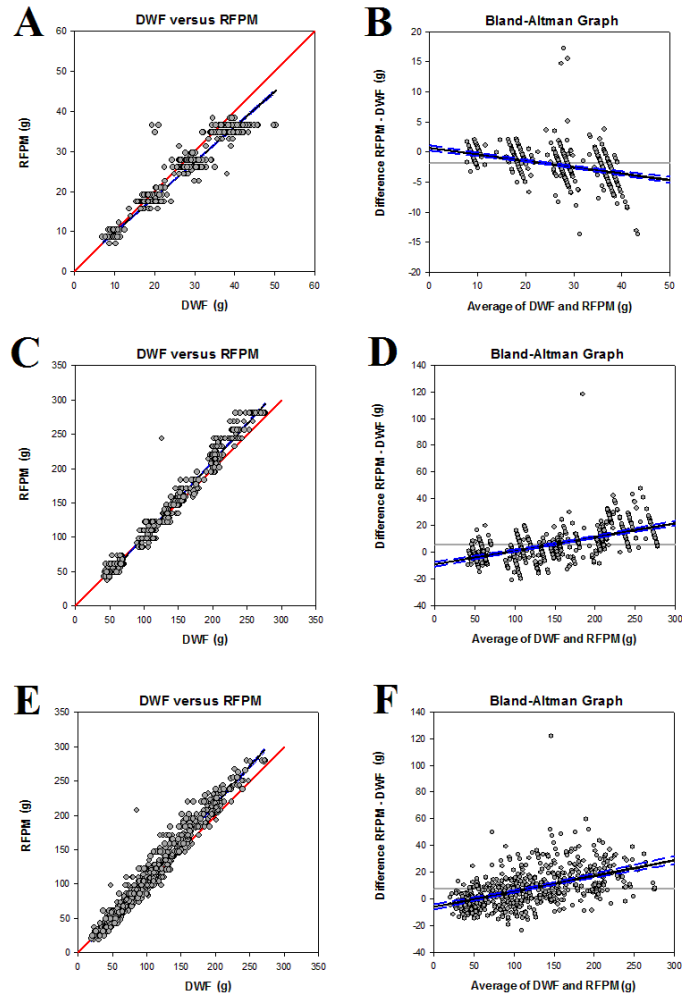 A
DWF versus RFPM
60
50
40
30
20
10
0
RFPM (g)
0 10 20 30 40 50 60
DWF (g)
B
Bland-Altman Graph
20
15
10
5
0
-5
-10
-15
-20
Difference RPM - DWF (g)
0 10 20 30 40 50
Average of DWF and RFPM (g)
C
DWF versus RFPM
350
300
250
200
150
100
50
0
RFPM (g)
0 50 100 150 200 250 300 350
DWF (g)
D
Bland-Altman Graph
140
120
100
80
60
40
20
0
-20
-40
Difference RFPM - DWF (g)
0 50 100 150 200 250 300
Average of DWF and RFPM (g)
E
DWF versus RFPM
350
300
250
200
150
100
50
0
RFPM (g)
0 50 100 150 200 250 300 350
DWF (g)
F
Bland-Altman Graph
140
120
100
80
60
40
20
0
-20
-40
Difference RFPM - DWF (g)
0 50 100 150 200 250 300
Average of DWF and RFPM (g)